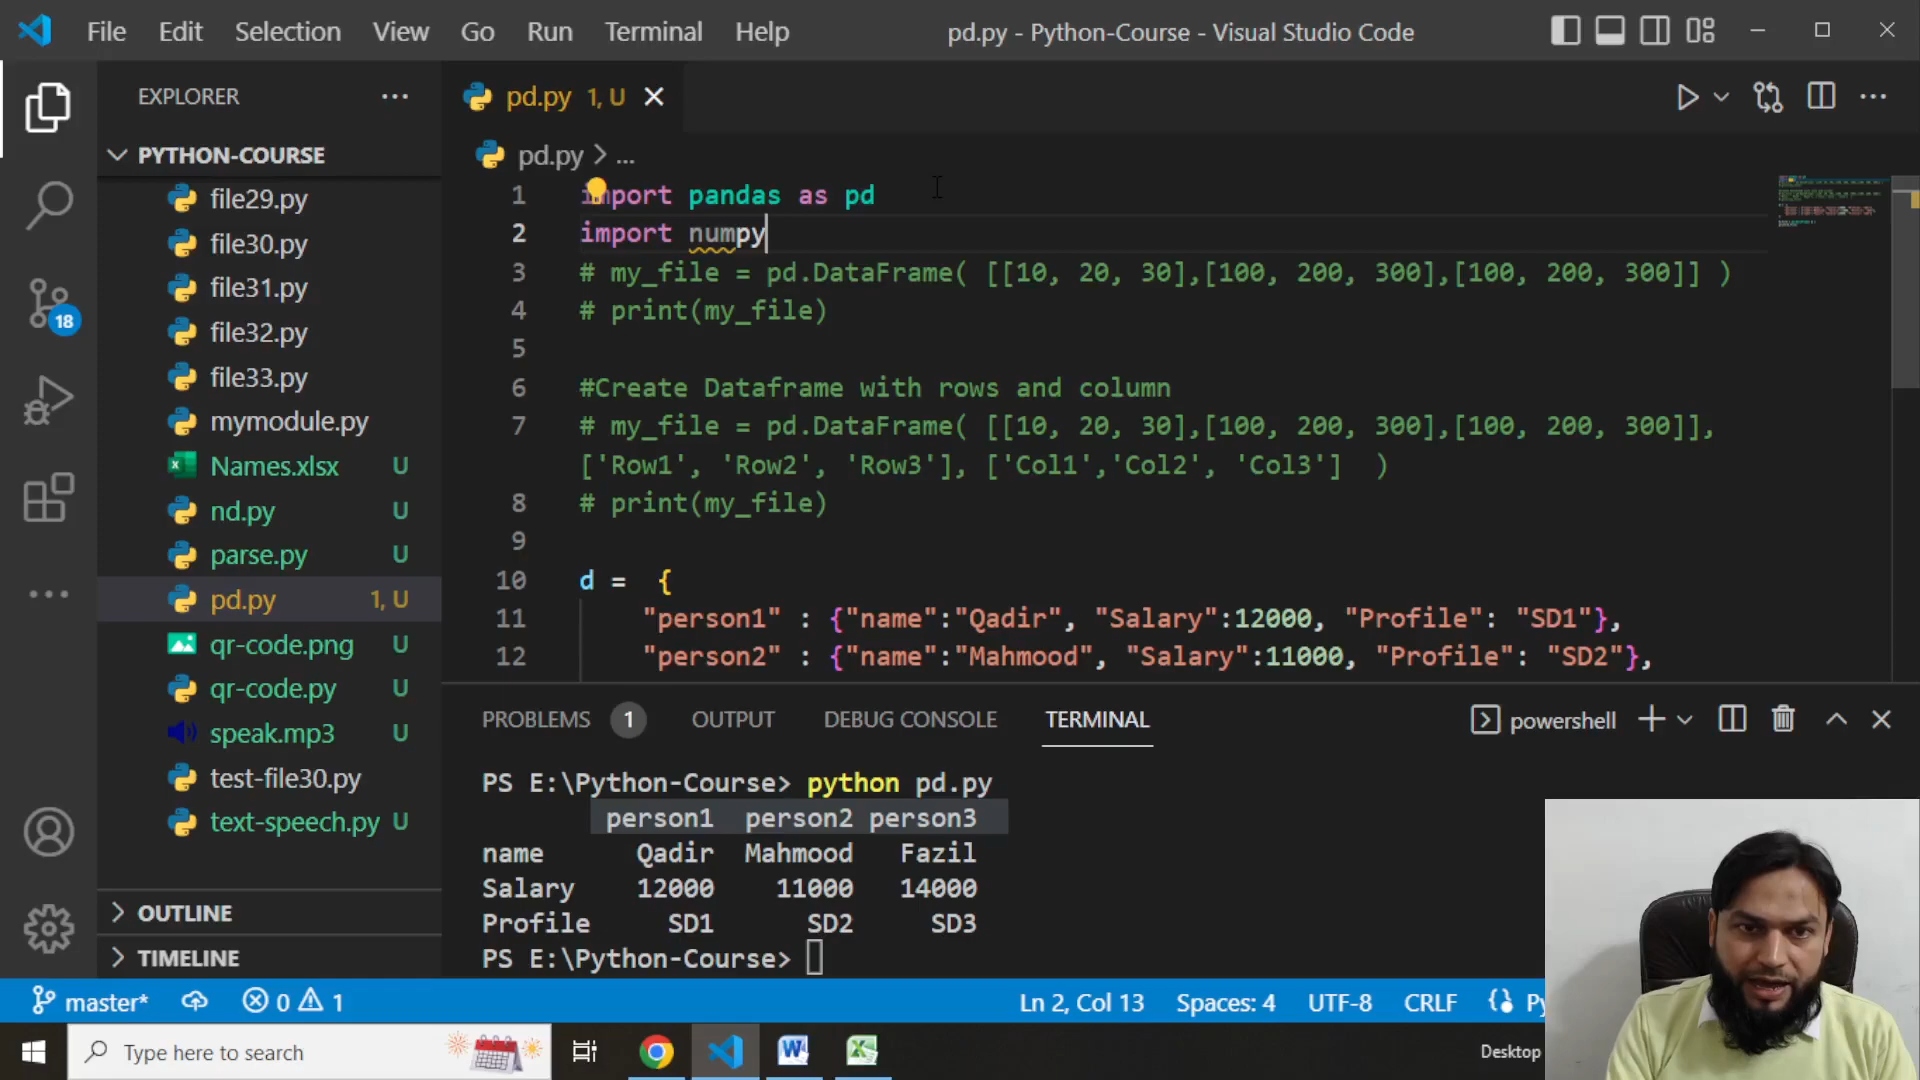 File Edit Selection View Go Run Terminal Help pd.py - Python-Course - Visual Studio Code
EXPLORER
PYTHON-COURSE
file29.py
file30.py
file31.py
file32.py
file33.py
mymodule.py
Names.xlsx U
nd.py U
parse.py U
pd.py 1, U
qr-code.png U
qr-code.py U
speak.mp3 U
test-file30.py
text-speech.py U
OUTLINE
TIMELINE
18
pd.py 1, U
pd.py > ...
1 import pandas as pd
2 import numpy
3 # my_file = pd.DataFrame( [[10, 20, 30],[100, 200, 300],[100, 200, 300]] )
4 # print(my_file)
5
6 #Create Dataframe with rows and column
7 # my_file = pd.DataFrame( [[10, 20, 30],[100, 200, 300],[100, 200, 300]],
['Row1', 'Row2', 'Row3'], ['Col1','Col2', 'Col3']  )
8 # print(my_file)
9
10 d =  {
11 "person1" : {"name":"Qadir", "Salary":12000, "Profile": "SD1"},
12 "person2" : {"name":"Mahmood", "Salary":11000, "Profile": "SD2"},
PROBLEMS 1 OUTPUT DEBUG CONSOLE TERMINAL powershell
PS E:\Python-Course> python pd.py
person1 person2 person3
name Qadir Mahmood Fazil
Salary 12000 11000 14000
Profile SD1 SD2 SD3
PS E:\Python-Course>
master* 0 1 Ln 2, Col 13 Spaces: 4 UTF-8 CRLF Py
Type here to search Desktop